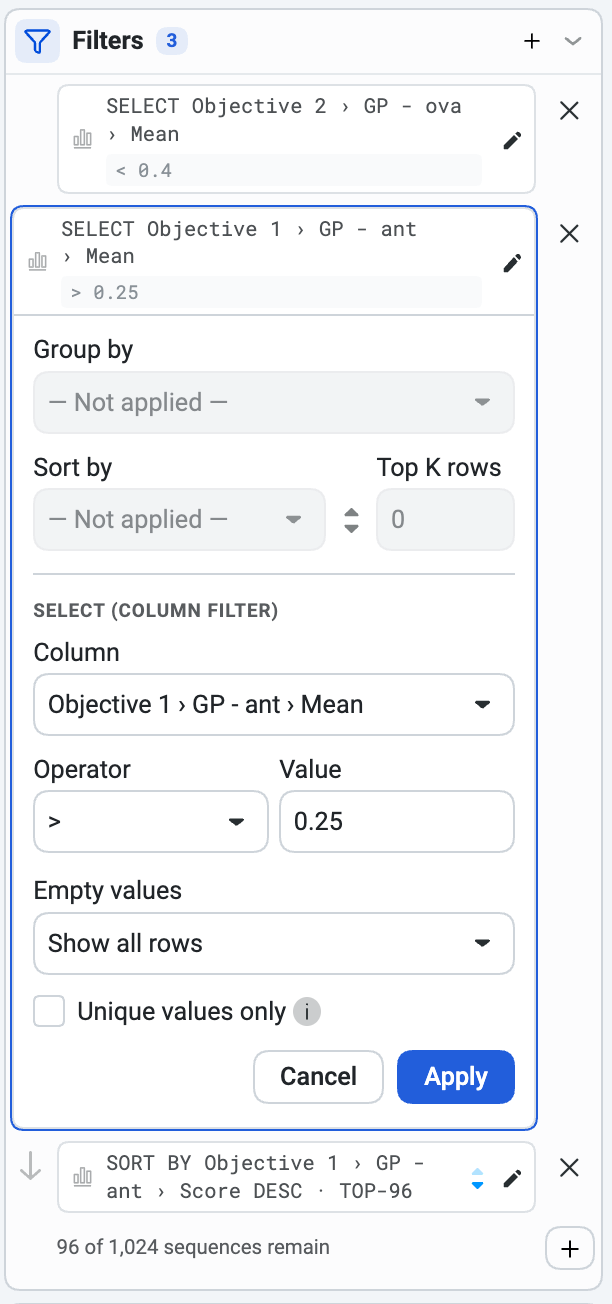 Filters 3
SELECT Objective 2 › GP - ova
› Mean
< 0.4
SELECT Objective 1 › GP - ant
› Mean
> 0.25
Group by
— Not applied —
Sort by
Top K rows
— Not applied —
0
SELECT (COLUMN FILTER)
Column
Objective 1 › GP - ant › Mean
Operator
Value
>
0.25
Empty values
Show all rows
Unique values only i
Cancel
Apply
SORT BY Objective 1 › GP -
ant › Score DESC · TOP-96
96 of 1,024 sequences remain